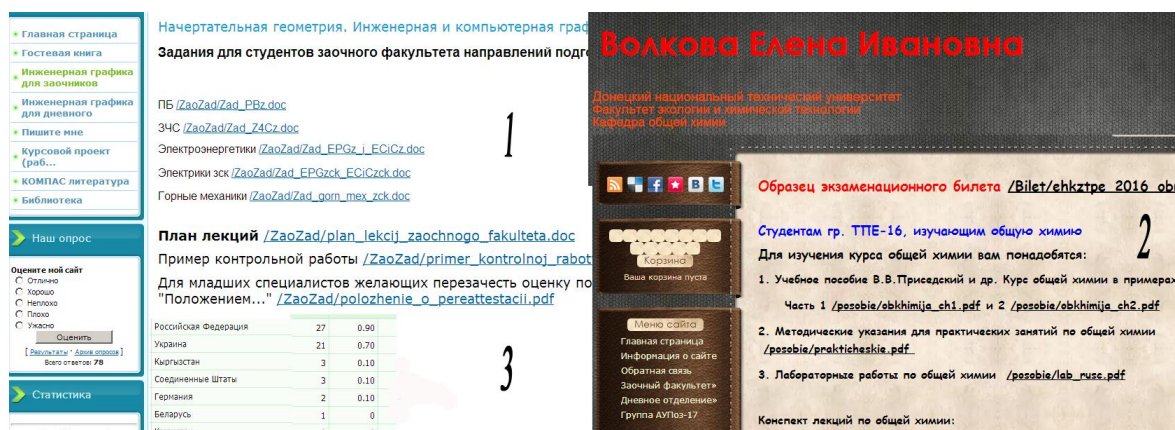 Главная страница
Гостевая книга
Инженерная графика
для заочников
Инженерная графика
для дневного
Пишите мне
Курсовой проект
(раб...
КОМПАС литература
Библиотека
Наш опрос
Оцените мой сайт
Отлично
Хорошо
Неплохо
Плохо
Ужасно
Оценить
[ Результаты · Архив опросов ]
Всего ответов: 78
Статистика
Начертательная геометрия. Инженерная и компьютерная граф
Задания для студентов заочного факультета направлений подго
ПБ /ZaoZad/Zad_PBz.doc
ЗЧС /ZaoZad/Zad_Z4Cz.doc
Электроэнергетики /ZaoZad/Zad_EPGz_i_ECiCz.doc
Электрики зск /ZaoZad/Zad_EPGzck_ECiCzck.doc
Горные механики /ZaoZad/Zad_gorn_mex_zck.doc
1
План лекций /ZaoZad/plan_lekcij_zaochnogo_fakulteta.doc
Пример контрольной работы /ZaoZad/primer_kontrolnoj_rabot
Для младших специалистов желающих перезачесть оценку по
"Положением..." /ZaoZad/polozhenie_o_pereattestacii.pdf
Российская Федерация 27 0.90
Украина 21 0.70
Кыргызстан 3 0.10
Соединенные Штаты 3 0.10
Германия 2 0.10
Беларусь 1 0
3
Волкова Елена Ивановна
Донецкий национальный технический университет
Факультет экологии и химической технологии
Кафедра общей химии
Корзина
Ваша корзина пуста
Меню сайта
Главная страница
Информация о сайте
Обратная связь
Заочный факультет»
Дневное отделение»
Группа АУПоз-17
Образец экзаменационного билета /Bilet/ehkztpe_2016_ob
Студентам гр. ТПЕ-16, изучающим общую химию
Для изучения курса общей химии вам понадобятся:
1. Учебное пособие В.В.Приседский и др. Курс общей химии в примерах
Часть 1 /posobie/obkhimija_ch1.pdf и 2 /posobie/obkhimija_ch2.pdf
2. Методические указания для практических занятий по общей химии
/posobie/prakticheskie.pdf
3. Лабораторные работы по общей химии /posobie/lab_rusc.pdf
Конспект лекций по общей химии:
2